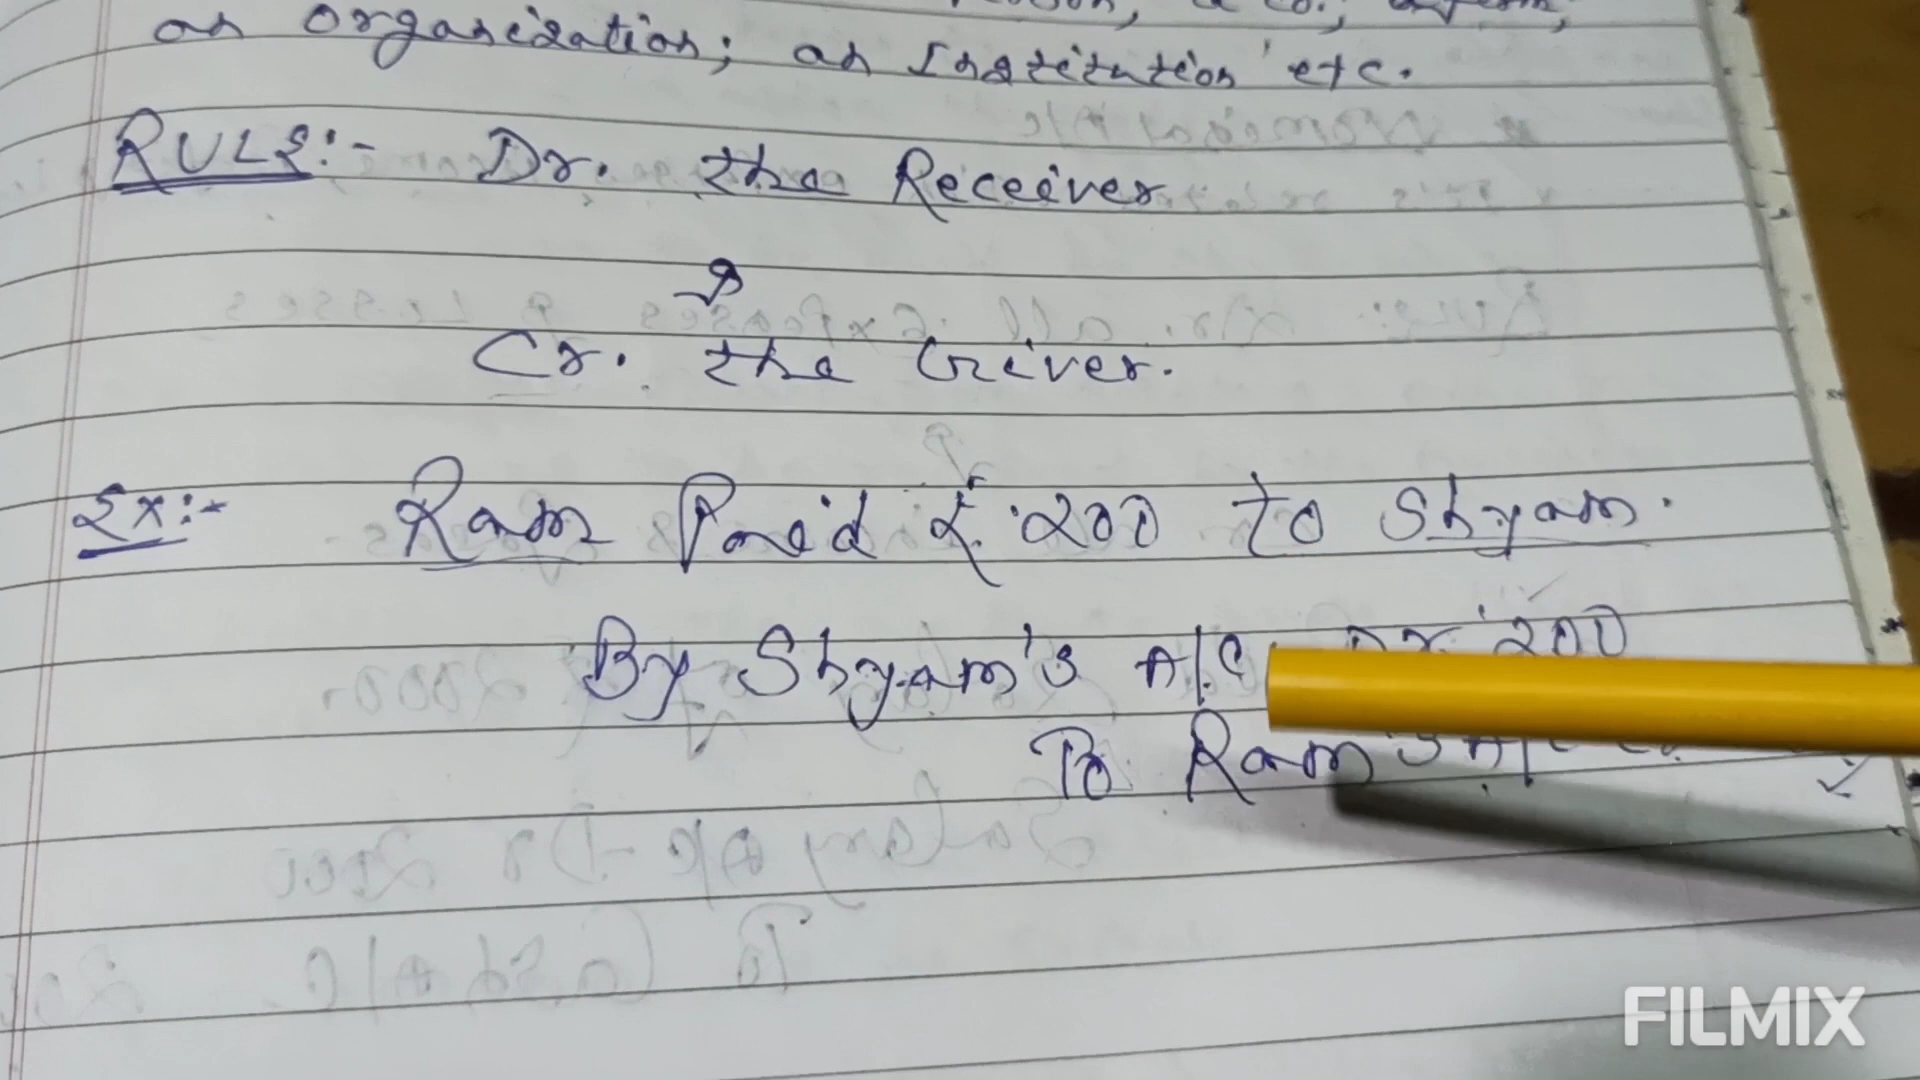 an organization, an Institution etc.
RULE:- Dr. the Receiver
&
Cr. the Giver.
Ex:- Ram Paid ₹ 200 to Shyam.
By Shyam's A/C Dr 200
To Ram's A/C
FILMIX